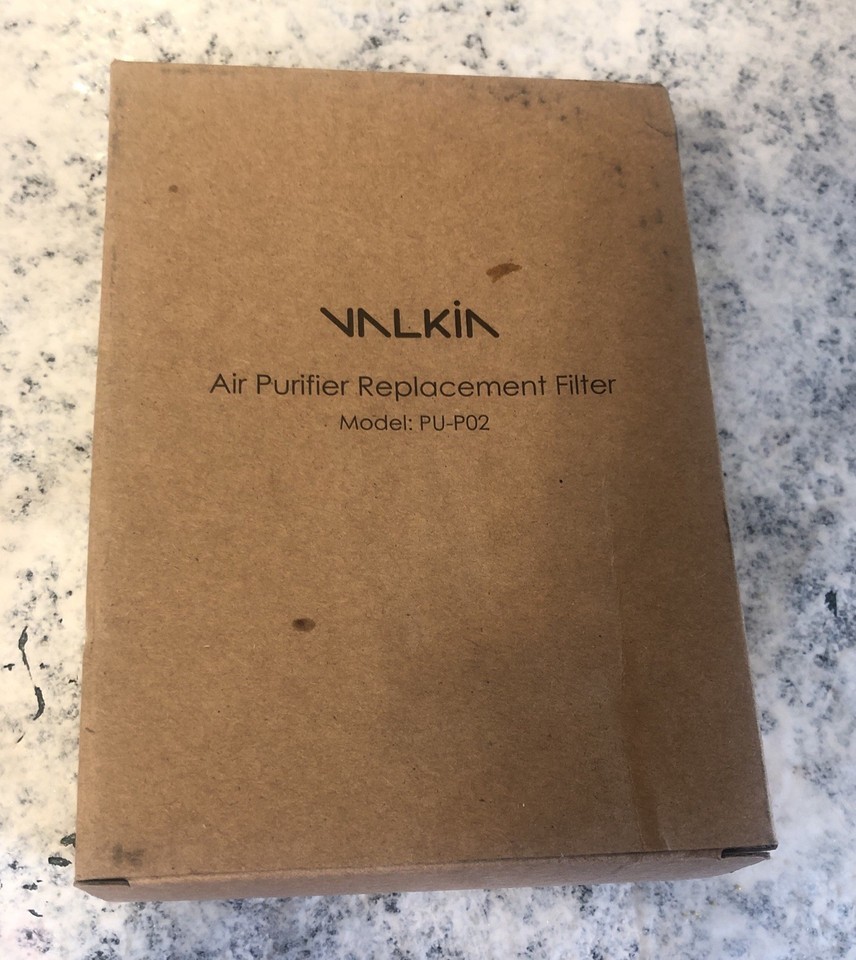 VALKIA
Air Purifier Replacement Filter
Model: PU-P02